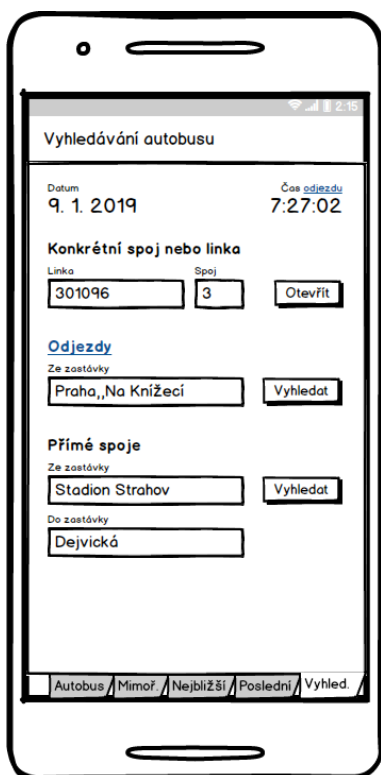 2:15
Vyhledávání autobusu
Datum
Čas odjezdu
9. 1. 2019
7:27:02
Konkrétní spoj nebo linka
Linka
Spoj
301096
3
Otevřít
Odjezdy
Ze zastávky
Praha,,Na Knížecí
Vyhledat
Přímé spoje
Ze zastávky
Stadion Strahov
Vyhledat
Do zastávky
Dejvická
Autobus
Mimoř.
Nejbližší
Poslední
Vyhled.